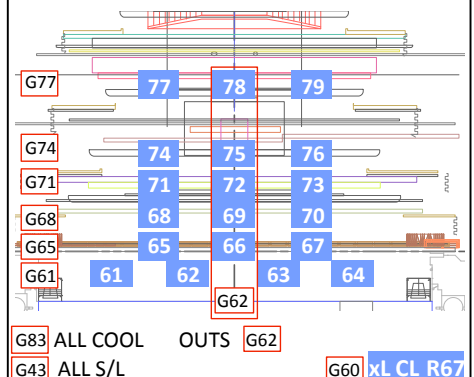 G77 77 78 79
G74 74 75 76
G71 71 72 73
G68 68 69 70
G65 65 66 67
G61 61 62 63 64
G62
G83 ALL COOL OUTS G62
G43 ALL S/L G60 xL CL R67